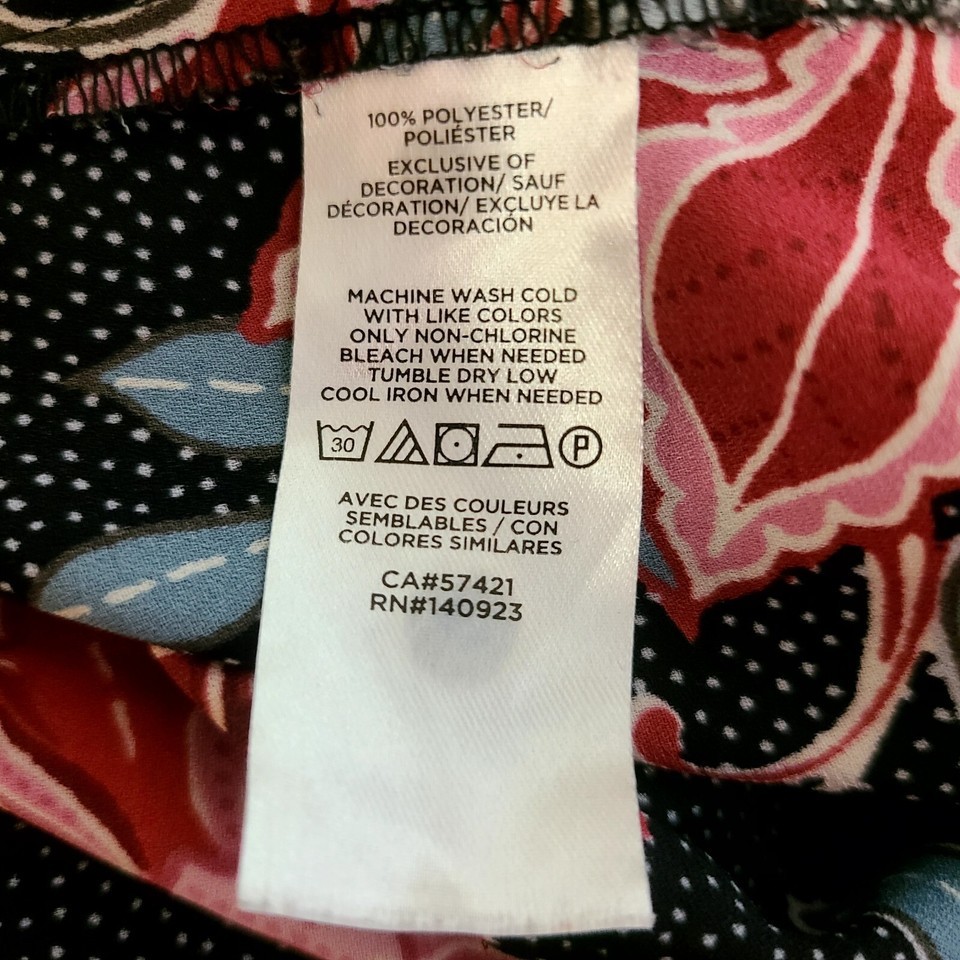 100% POLYESTER/
POLIÉSTER
EXCLUSIVE OF
DECORATION/ SAUF
DÉCORATION/ EXCLUYE LA
DECORACIÓN
MACHINE WASH COLD
WITH LIKE COLORS
ONLY NON-CHLORINE
BLEACH WHEN NEEDED
TUMBLE DRY LOW
COOL IRON WHEN NEEDED
30 P
AVEC DES COULEURS
SEMBLABLES / CON
COLORES SIMILARES
CA#57421
RN#140923